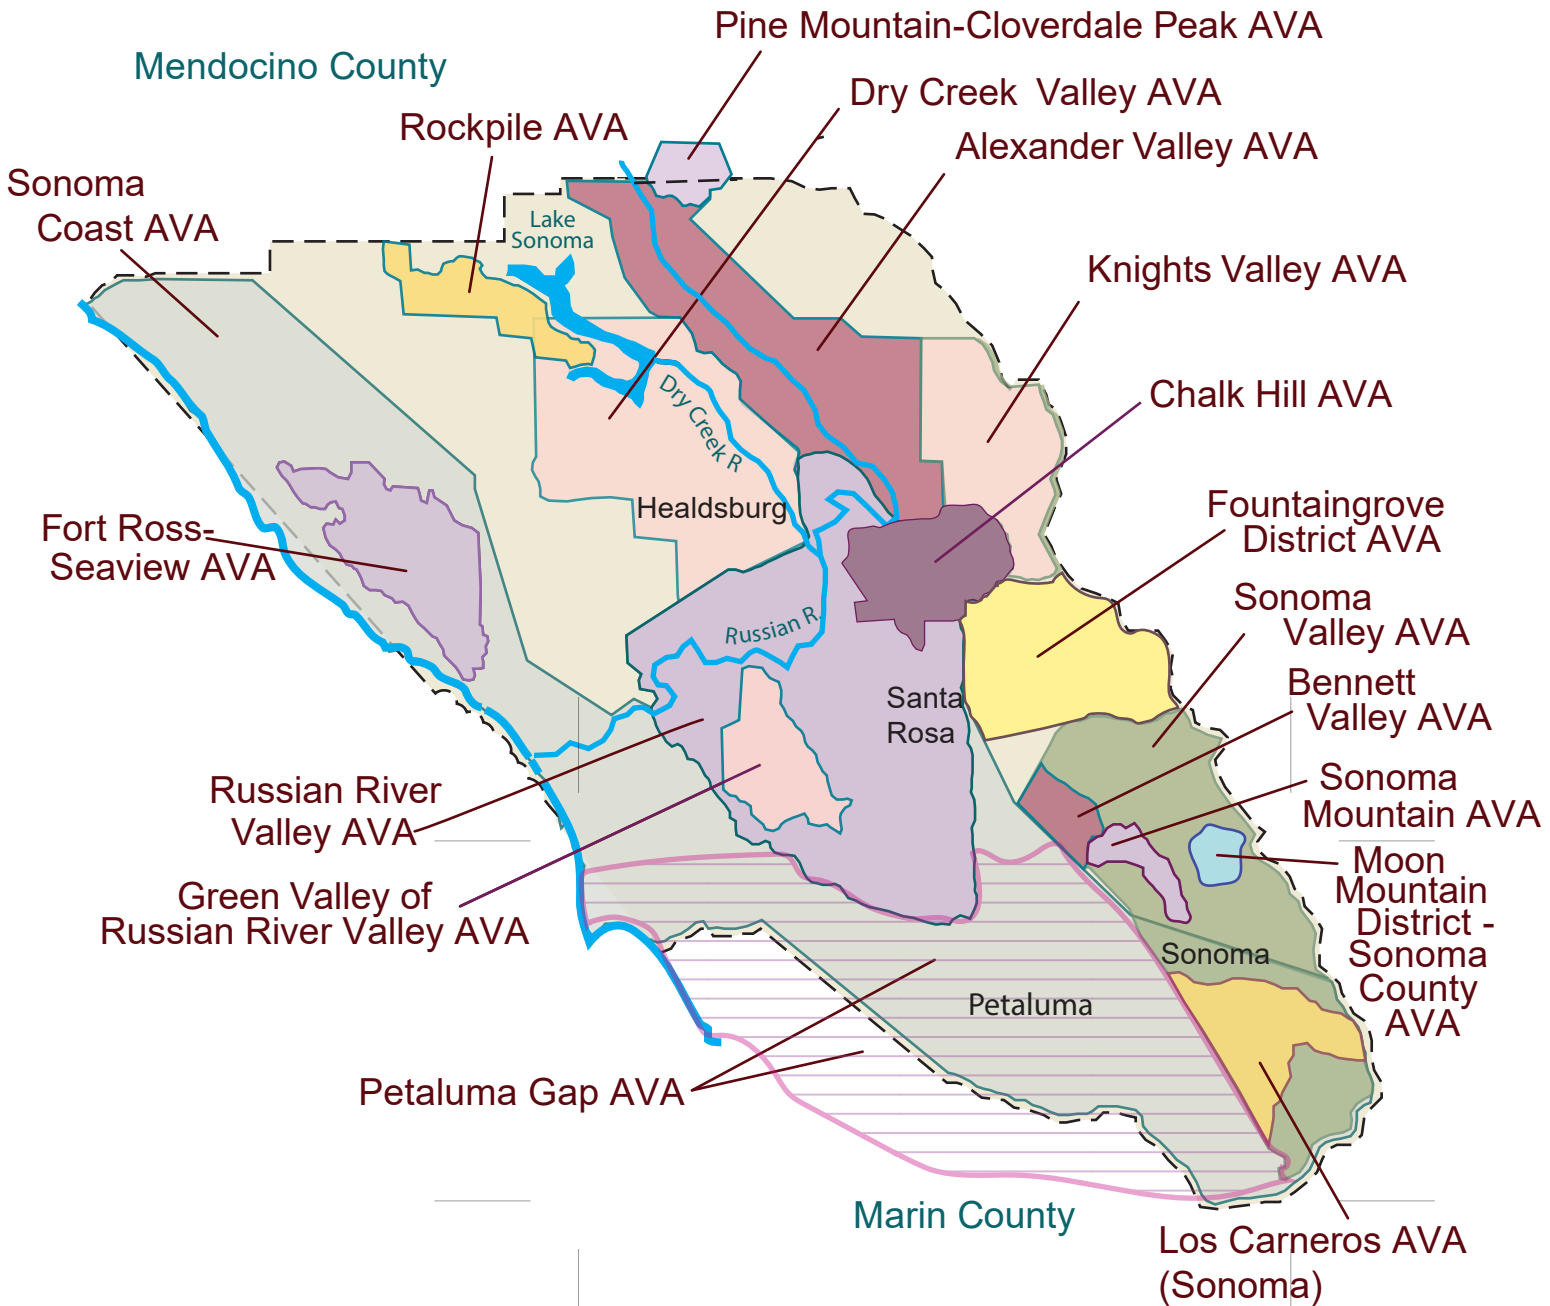 Pine Mountain-Cloverdale Peak AVA
Mendocino County
Dry Creek Valley AVA
Rockpile AVA
Alexander Valley AVA
Sonoma
Coast AVA
Lake
Sonoma
Knights Valley AVA
Dry Creek R
Chalk Hill AVA
Healdsburg
Fountaingrove
District AVA
Fort Ross-
Seaview AVA
Sonoma
Valley AVA
Russian R.
Bennett
Valley AVA
Santa
Rosa
Russian River
Valley AVA
Sonoma
Mountain AVA
Moon
Mountain
District -
Sonoma
County
AVA
Green Valley of
Russian River Valley AVA
Sonoma
Petaluma
Petaluma Gap AVA
Marin County
Los Carneros AVA
(Sonoma)